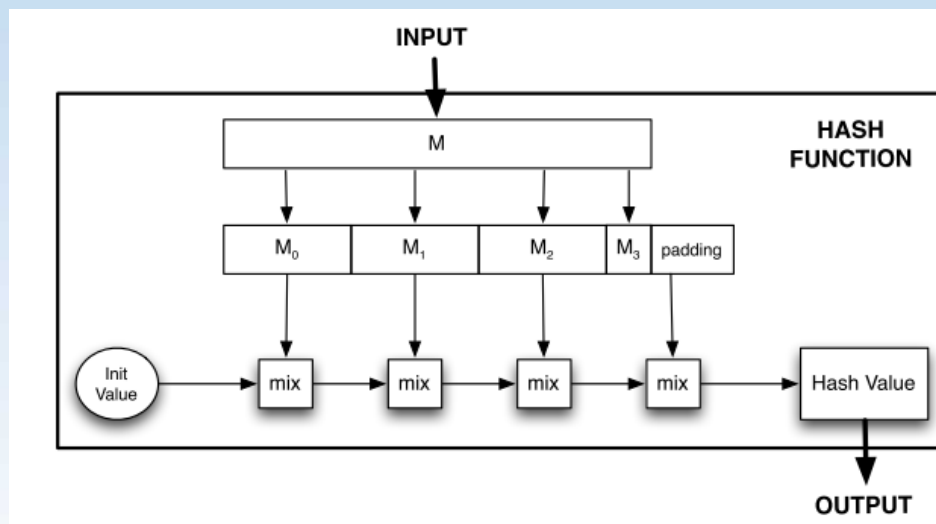 INPUT
HASH
FUNCTION
M
M₀ M₁ M₂ M₃ padding
Init
Value
mix mix mix mix Hash Value
OUTPUT